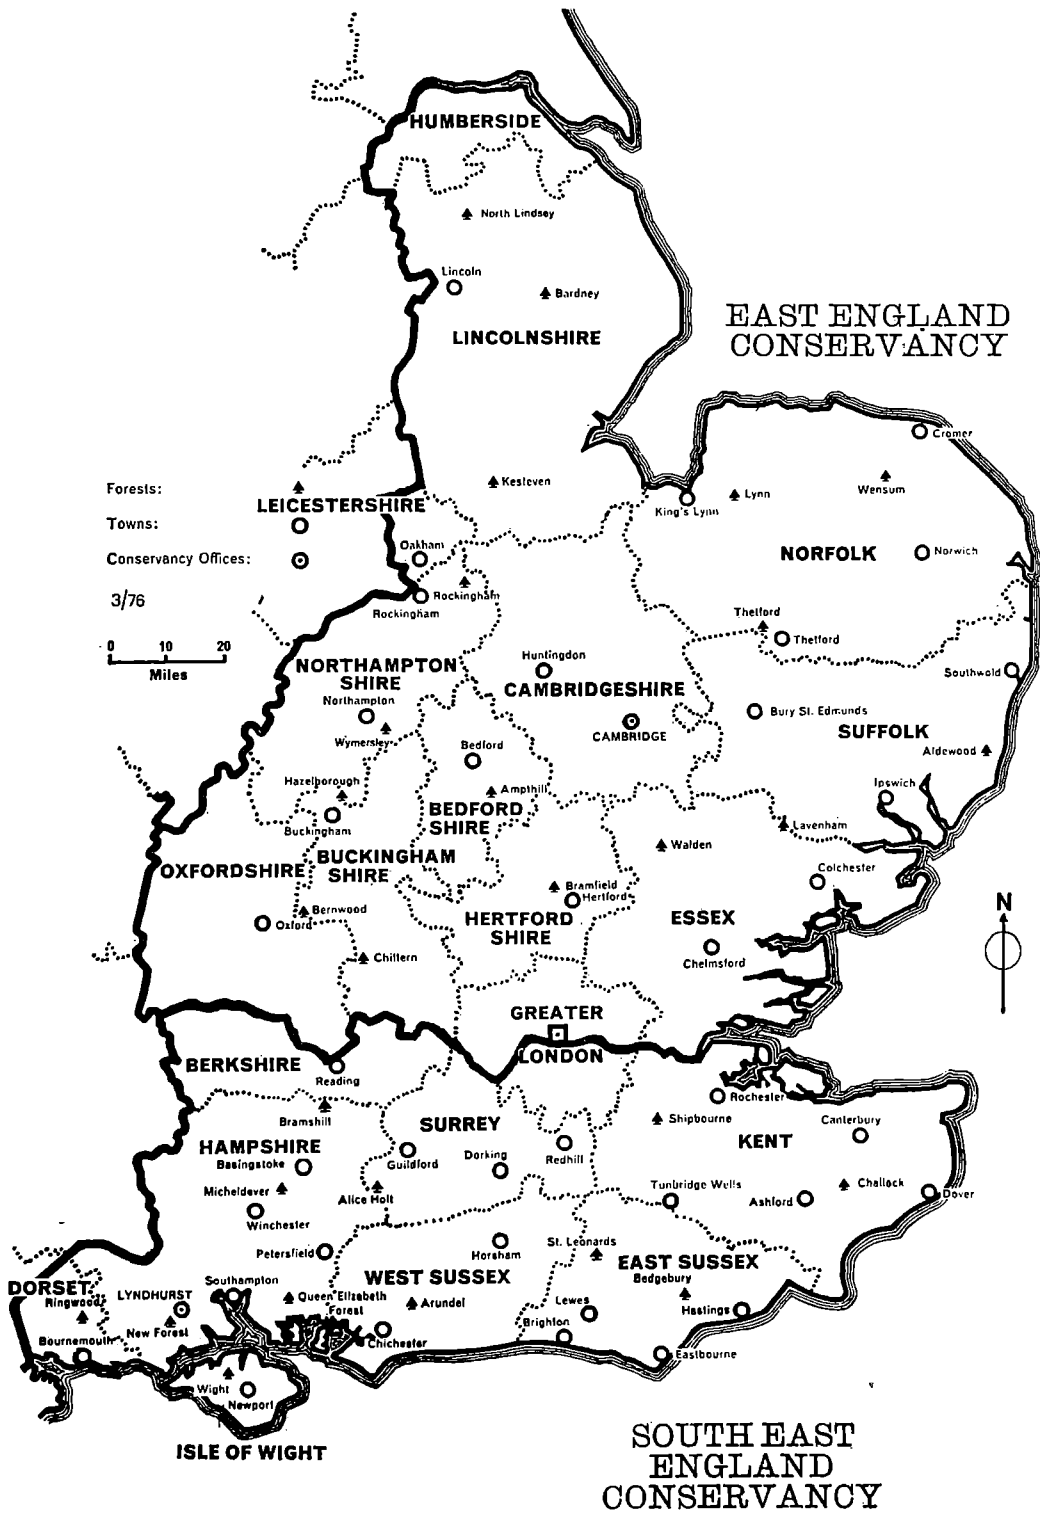 HUMBERSIDE
North Lindsey
Lincoln
Bardney
EAST ENGLAND
CONSERVANCY
LINCOLNSHIRE
Cromer
Forests:
Kesteven
Lynn
Wensum
LEICESTERSHIRE
King's Lynn
Towns:
Oakham
NORFOLK
Norwich
Conservancy Offices:
3/76
Rockingham
Rockingham
Thetford
Thetford
0 10 20
Miles
NORTHAMPTON
SHIRE
Huntingdon
CAMBRIDGESHIRE
Southwold
Northampton
Bury St. Edmunds
Wymersley
CAMBRIDGE
SUFFOLK
Bedford
Aldewood
Hazelborough
Ampthill
Ipswich
BEDFORD
SHIRE
Buckingham
Lavenham
Walden
BUCKINGHAM
SHIRE
OXFORDSHIRE
Colchester
Bramfield
Hertford
Bernwood
HERTFORD
SHIRE
ESSEX
N
Oxford
Chiltern
Chelmsford
GREATER
LONDON
BERKSHIRE
Reading
Rochester
Bramshill
SURREY
Shipbourne
Canterbury
HAMPSHIRE
KENT
Basingstoke
Guildford
Dorking
Redhill
Micheldever
Alice Holt
Tunbridge Wells
Ashford
Challock
Dover
Winchester
Petersfield
Horsham
St. Leonards
EAST SUSSEX
Bedgebury
WEST SUSSEX
DORSET
Ringwood
LYNDHURST
Southampton
Queen Elizabeth
Forest
Arundel
Lewes
Hastings
New Forest
Brighton
Bournemouth
Chichester
Eastbourne
Wight
Newport
ISLE OF WIGHT
SOUTH EAST
ENGLAND
CONSERVANCY